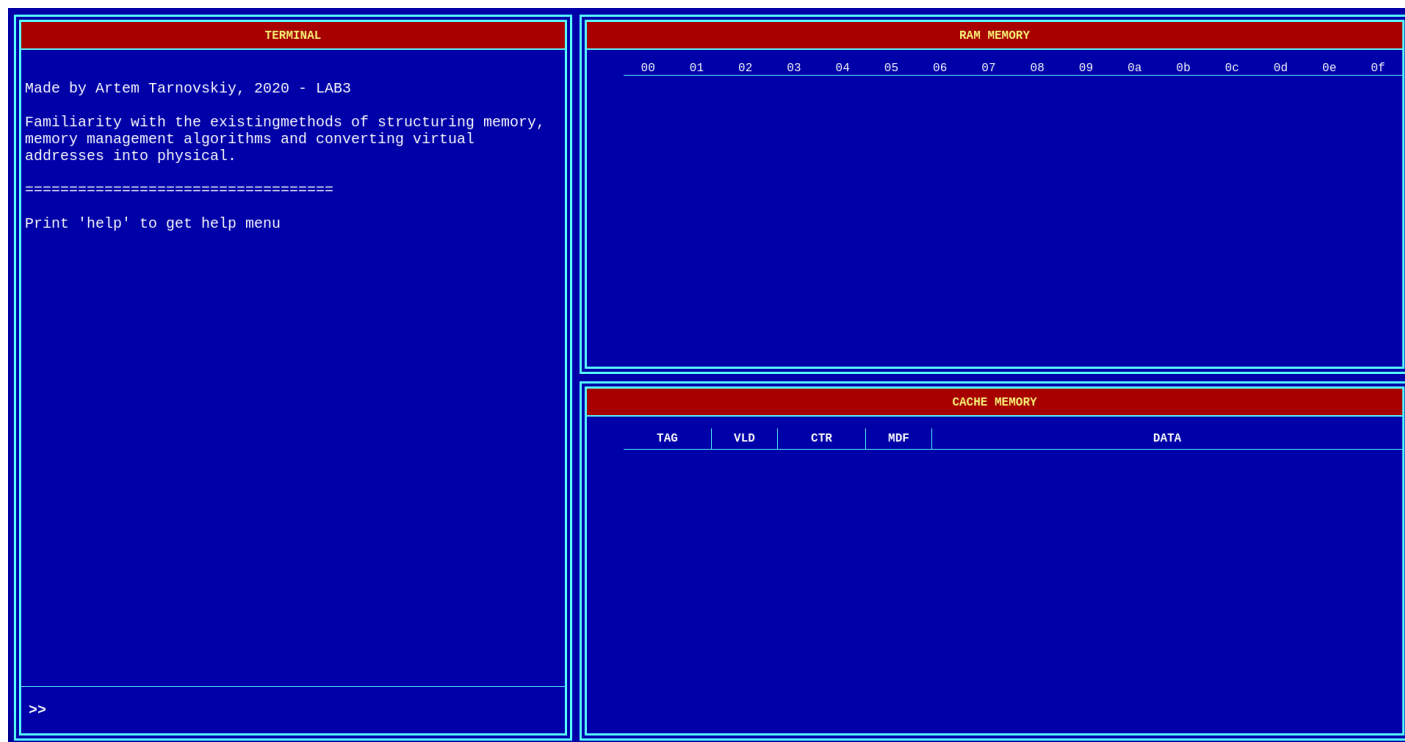 TERMINAL
Made by Artem Tarnovskiy, 2020 - LAB3
Familiarity with the existingmethods of structuring memory,
memory management algorithms and converting virtual
addresses into physical.
===================================
Print 'help' to get help menu
>>
RAM MEMORY
00 01 02 03 04 05 06 07 08 09 0a 0b 0c 0d 0e 0f
CACHE MEMORY
TAG VLD CTR MDF DATA